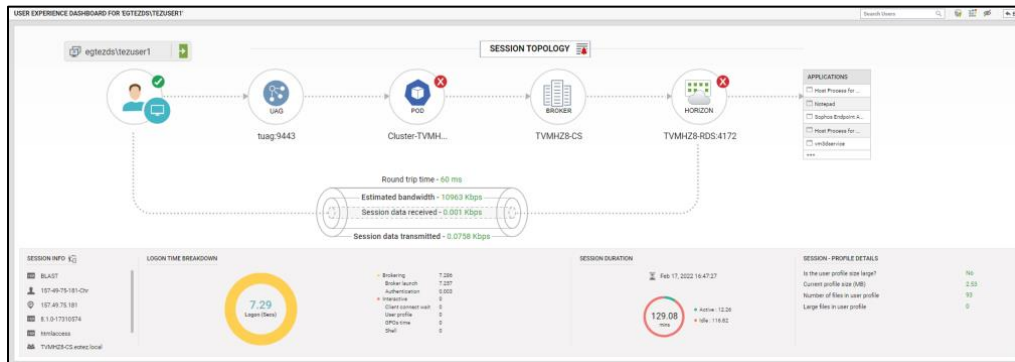 USER EXPERIENCE DASHBOARD FOR 'EGTEZDS\TEZUSER1'
Search Users
egtezds\tezuser1
SESSION TOPOLOGY
UAG
POD
BROKER
HORIZON
tuag:9443
Cluster-TVMH...
TVMHZ8-CS
TVMHZ8-RDS:4172
APPLICATIONS
Host Process for ...
Notepad
Sophos Endpoint A...
Host Process for ...
vm3dservice
Round trip time - 60 ms
Estimated bandwidth - 10963 Kbps
Session data received - 0.001 Kbps
Session data transmitted - 0.0758 Kbps
SESSION INFO
BLAST
157-49-75-181-Chr
157.49.75.181
8.1.0-17310574
htmlaccess
TVMHZ8-CS.egtez.local
LOGON TIME BREAKDOWN
7.29
Logon (Secs)
Brokering 7.286
Broker launch 7.287
Authentication 0.003
Interactive 0
Client connect wait 0
User profile 0
GPOs time 0
Shell 0
SESSION DURATION
Feb 17, 2022 16:47:27
129.08
mins
Active : 12.26
Idle : 116.82
SESSION - PROFILE DETAILS
Is the user profile size large? No
Current profile size (MB) 2.53
Number of files in user profile 93
Large files in user profile 0